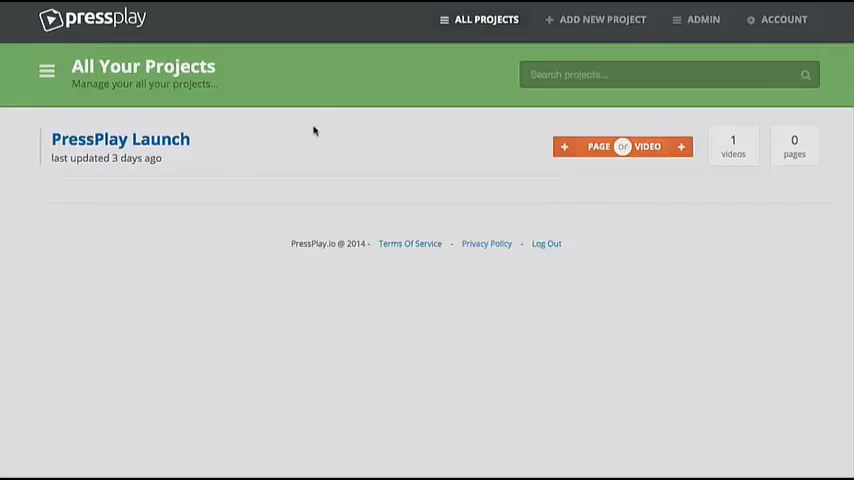 pressplay
ALL PROJECTS
ADD NEW PROJECT
ADMIN
ACCOUNT
All Your Projects
Manage your all your projects...
Search projects...
PressPlay Launch
last updated 3 days ago
+ PAGE or VIDEO +
1
videos
0
pages
PressPlay.io @ 2014 - Terms Of Service - Privacy Policy - Log Out